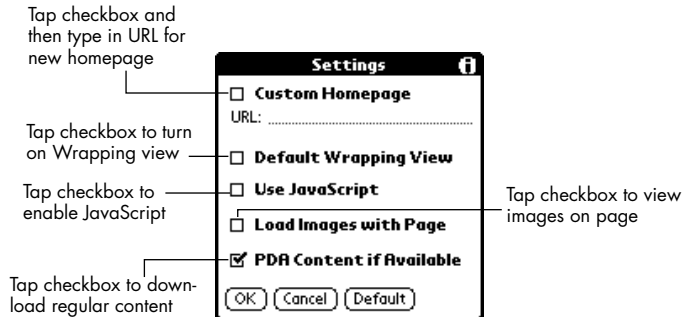 Tap checkbox and
then type in URL for
new homepage
Settings
Custom Homepage
URL:
Tap checkbox to turn
on Wrapping view
Default Wrapping View
Tap checkbox to
enable JavaScript
Use JavaScript
Tap checkbox to view
images on page
Load Images with Page
PDA Content if Available
Tap checkbox to down-
load regular content
OK Cancel Default